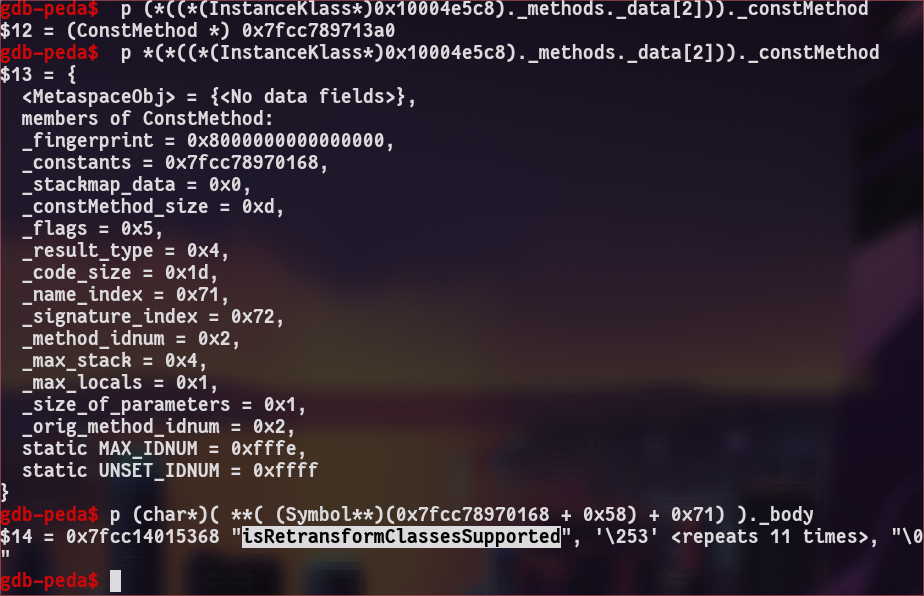 gdb-peda$  p (*((*(InstanceKlass*)0x10004e5c8)._methods._data[2]))._constMethod
$12 = (ConstMethod *) 0x7fcc789713a0
gdb-peda$  p *(*((*(InstanceKlass*)0x10004e5c8)._methods._data[2]))._constMethod
$13 = {
  <MetaspaceObj> = {<No data fields>},
  members of ConstMethod:
  _fingerprint = 0x8000000000000000,
  _constants = 0x7fcc78970168,
  _stackmap_data = 0x0,
  _constMethod_size = 0xd,
  _flags = 0x5,
  _result_type = 0x4,
  _code_size = 0x1d,
  _name_index = 0x71,
  _signature_index = 0x72,
  _method_idnum = 0x2,
  _max_stack = 0x4,
  _max_locals = 0x1,
  _size_of_parameters = 0x1,
  _orig_method_idnum = 0x2,
  static MAX_IDNUM = 0xfffe,
  static UNSET_IDNUM = 0xffff
}
gdb-peda$ p (char*)( **( (Symbol**)(0x7fcc78970168 + 0x58) + 0x71) )._body
$14 = 0x7fcc14015368 "isRetransformClassesSupported", '\253' <repeats 11 times>, "\0
"
gdb-peda$